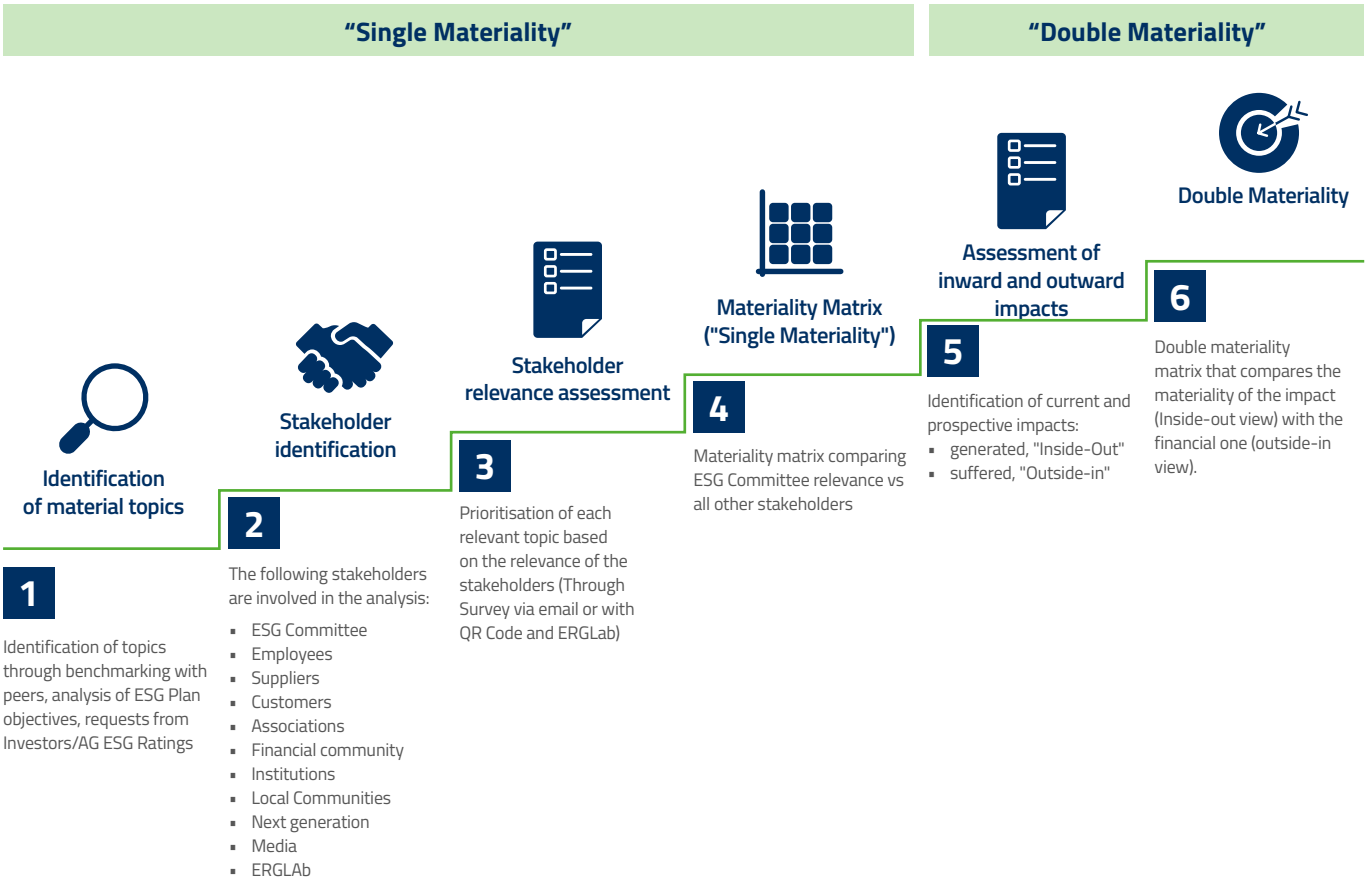 “Single Materiality”
“Double Materiality”
Identification
of material topics
1
Identification of topics
through benchmarking with
peers, analysis of ESG Plan
objectives, requests from
Investors/AG ESG Ratings
Stakeholder
identification
2
The following stakeholders
are involved in the analysis:
▪ ESG Committee
▪ Employees
▪ Suppliers
▪ Customers
▪ Associations
▪ Financial community
▪ Institutions
▪ Local Communities
▪ Next generation
▪ Media
▪ ERGLAb
Stakeholder
relevance assessment
3
Prioritisation of each
relevant topic based
on the relevance of the
stakeholders (Through
Survey via email or with
QR Code and ERGLab)
Materiality Matrix
("Single Materiality")
4
Materiality matrix comparing
ESG Committee relevance vs
all other stakeholders
Assessment of
inward and outward
impacts
5
Identification of current and
prospective impacts:
▪ generated, "Inside-Out"
▪ suffered, "Outside-in"
Double Materiality
6
Double materiality
matrix that compares the
materiality of the impact
(Inside-out view) with the
financial one (outside-in
view).